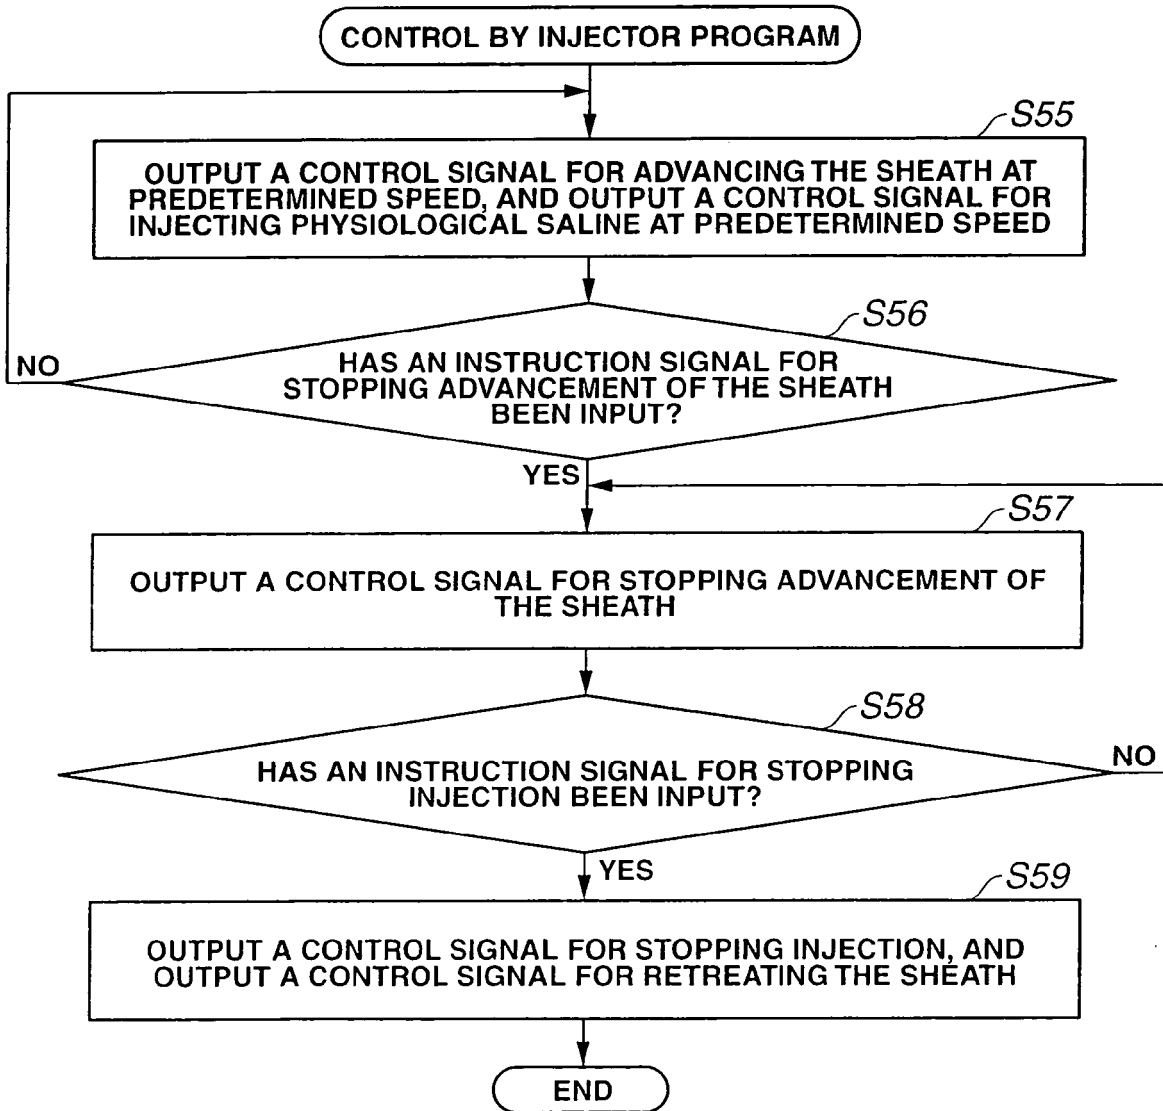 CONTROL BY INJECTOR PROGRAM
S55
OUTPUT A CONTROL SIGNAL FOR ADVANCING THE SHEATH AT
PREDETERMINED SPEED, AND OUTPUT A CONTROL SIGNAL FOR
INJECTING PHYSIOLOGICAL SALINE AT PREDETERMINED SPEED
S56
NO
HAS AN INSTRUCTION SIGNAL FOR
STOPPING ADVANCEMENT OF THE SHEATH
BEEN INPUT?
YES
S57
OUTPUT A CONTROL SIGNAL FOR STOPPING ADVANCEMENT OF
THE SHEATH
S58
NO
HAS AN INSTRUCTION SIGNAL FOR STOPPING
INJECTION BEEN INPUT?
YES
S59
OUTPUT A CONTROL SIGNAL FOR STOPPING INJECTION, AND
OUTPUT A CONTROL SIGNAL FOR RETREATING THE SHEATH
END